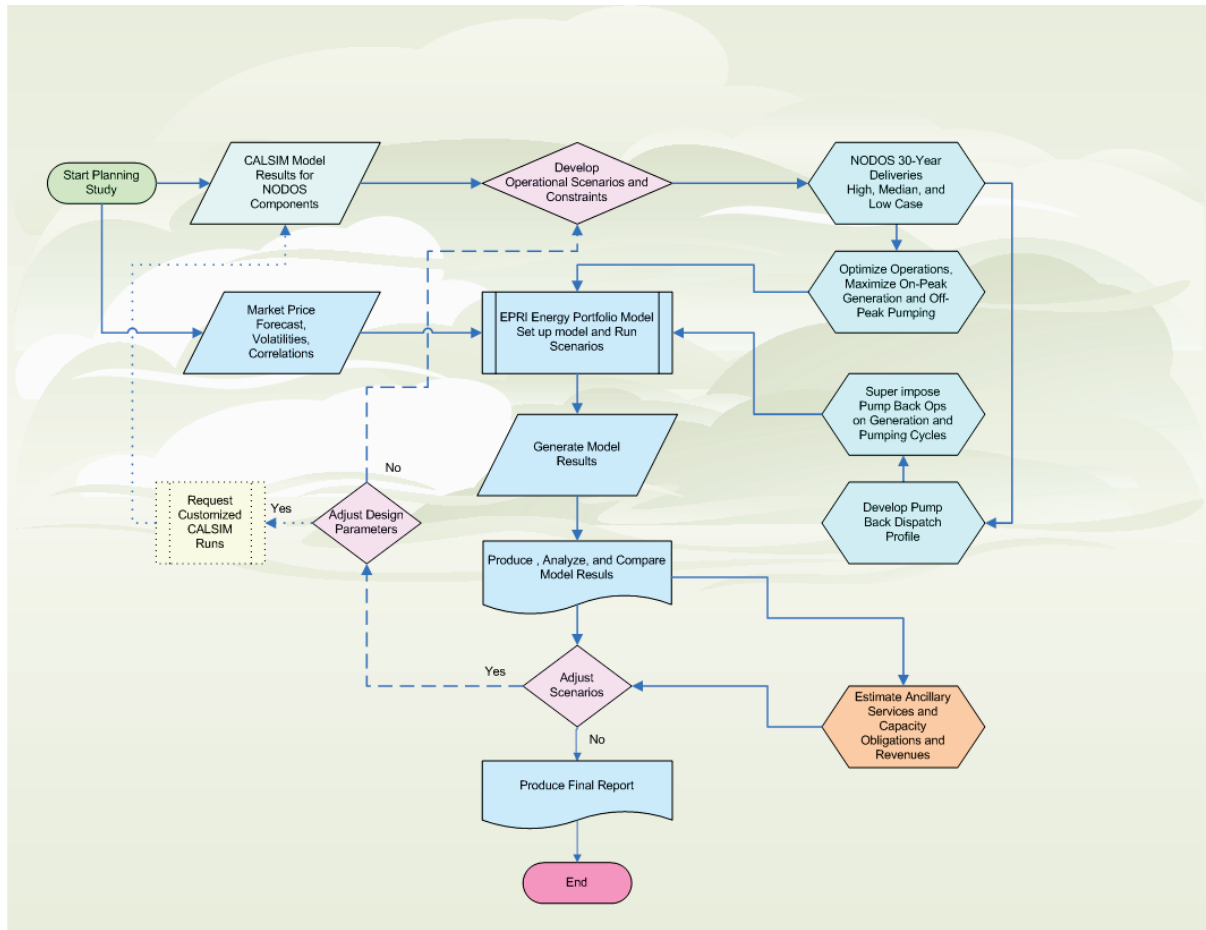 Start Planning
Study
CALSIM Model
Results for
NODOS
Components
Develop
Operational Scenarios and
Constraints
NODOS 30-Year
Deliveries
High, Median, and
Low Case
Optimize Operations,
Maximize On-Peak
Generation and Off-
Peak Pumping
Market Price
Forecast,
Volatilities,
Correlations
EPRI Energy Portfolio Model
Set up model and Run
Scenarios
Super impose
Pump Back Ops
on Generation and
Pumping Cycles
Generate Model
Results
No
Request
Customized
CALSIM
Runs
Yes
Adjust Design
Parameters
Develop Pump
Back Dispatch
Profile
Produce , Analyze, and Compare
Model Resuls
Yes
Adjust
Scenarios
Estimate Ancillary
Services and
Capacity
Obligations and
Revenues
No
Produce Final Report
End